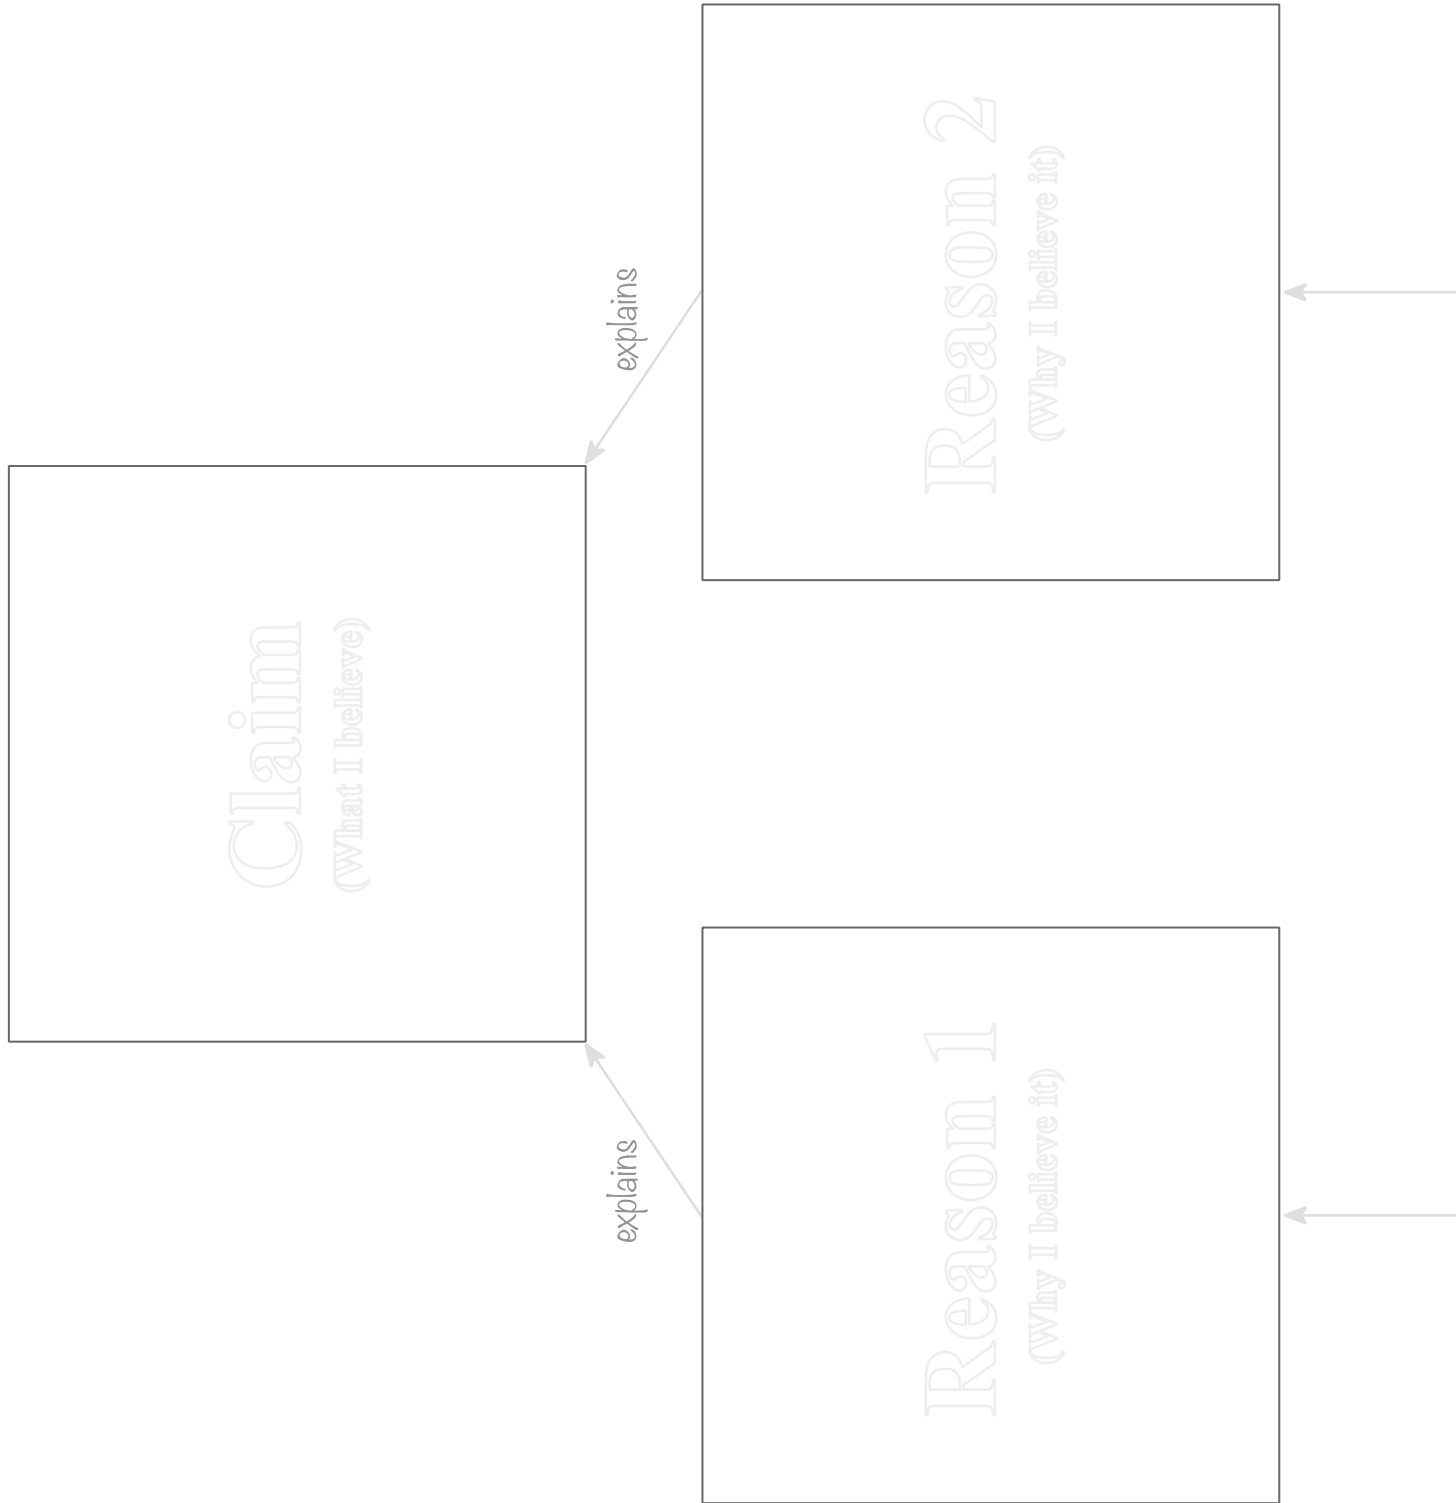 Claim
(What I believe)
explains
explains
Reason 1
(Why I believe it)
Reason 2
(Why I believe it)